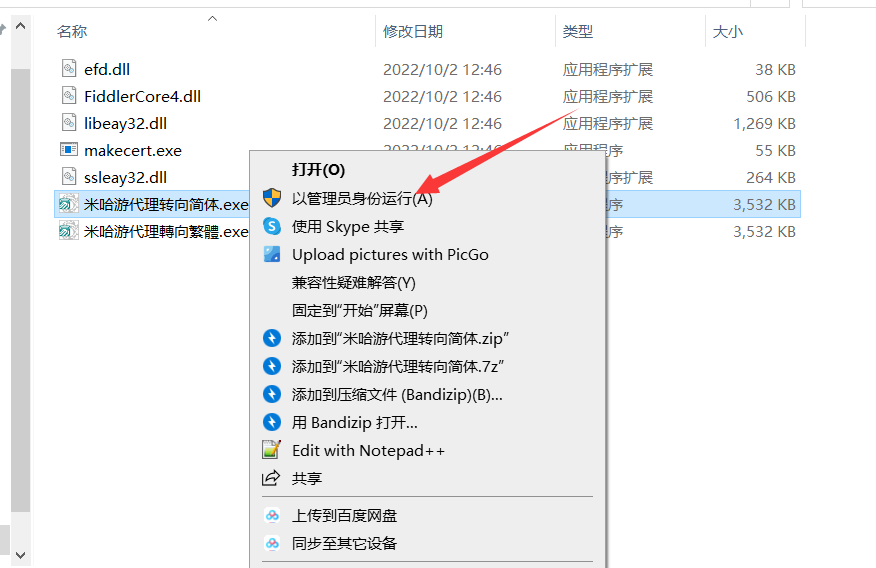 名称 修改日期 类型 大小
efd.dll 2022/10/2 12:46 应用程序扩展 38 KB
FiddlerCore4.dll 2022/10/2 12:46 应用程序扩展 506 KB
libeay32.dll 2022/10/2 12:46 应用程序扩展 1,269 KB
makecert.exe 2022/10/2 12:46 程序 55 KB
ssleay32.dll 程序扩展 264 KB
米哈游代理转向简体.exe 程序 3,532 KB
米哈游代理轉向繁體.exe 程序 3,532 KB
打开(O)
以管理员身份运行(A)
使用 Skype 共享
Upload pictures with PicGo
兼容性疑难解答(Y)
固定到“开始”屏幕(P)
添加到“米哈游代理转向简体.zip”
添加到“米哈游代理转向简体.7z”
添加到压缩文件 (Bandizip)(B)...
用 Bandizip 打开...
Edit with Notepad++
共享
上传到百度网盘
同步至其它设备